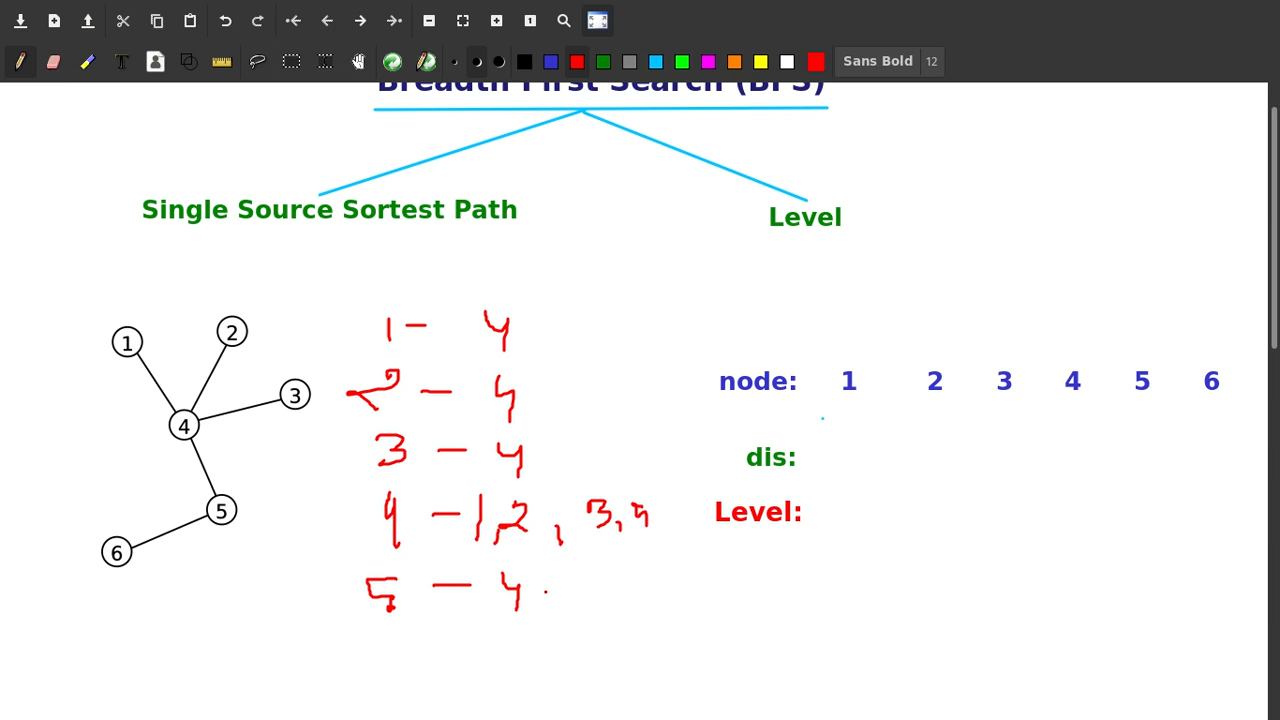 Sans Bold 12
Breadth First Search (BFS)
Single Source Sortest Path
Level
1
2
3
4
5
6
1 - 4
2 - 4
3 - 4
4 - 1, 2, 3, 5
5 - 4
node: 1 2 3 4 5 6
dis:
Level: